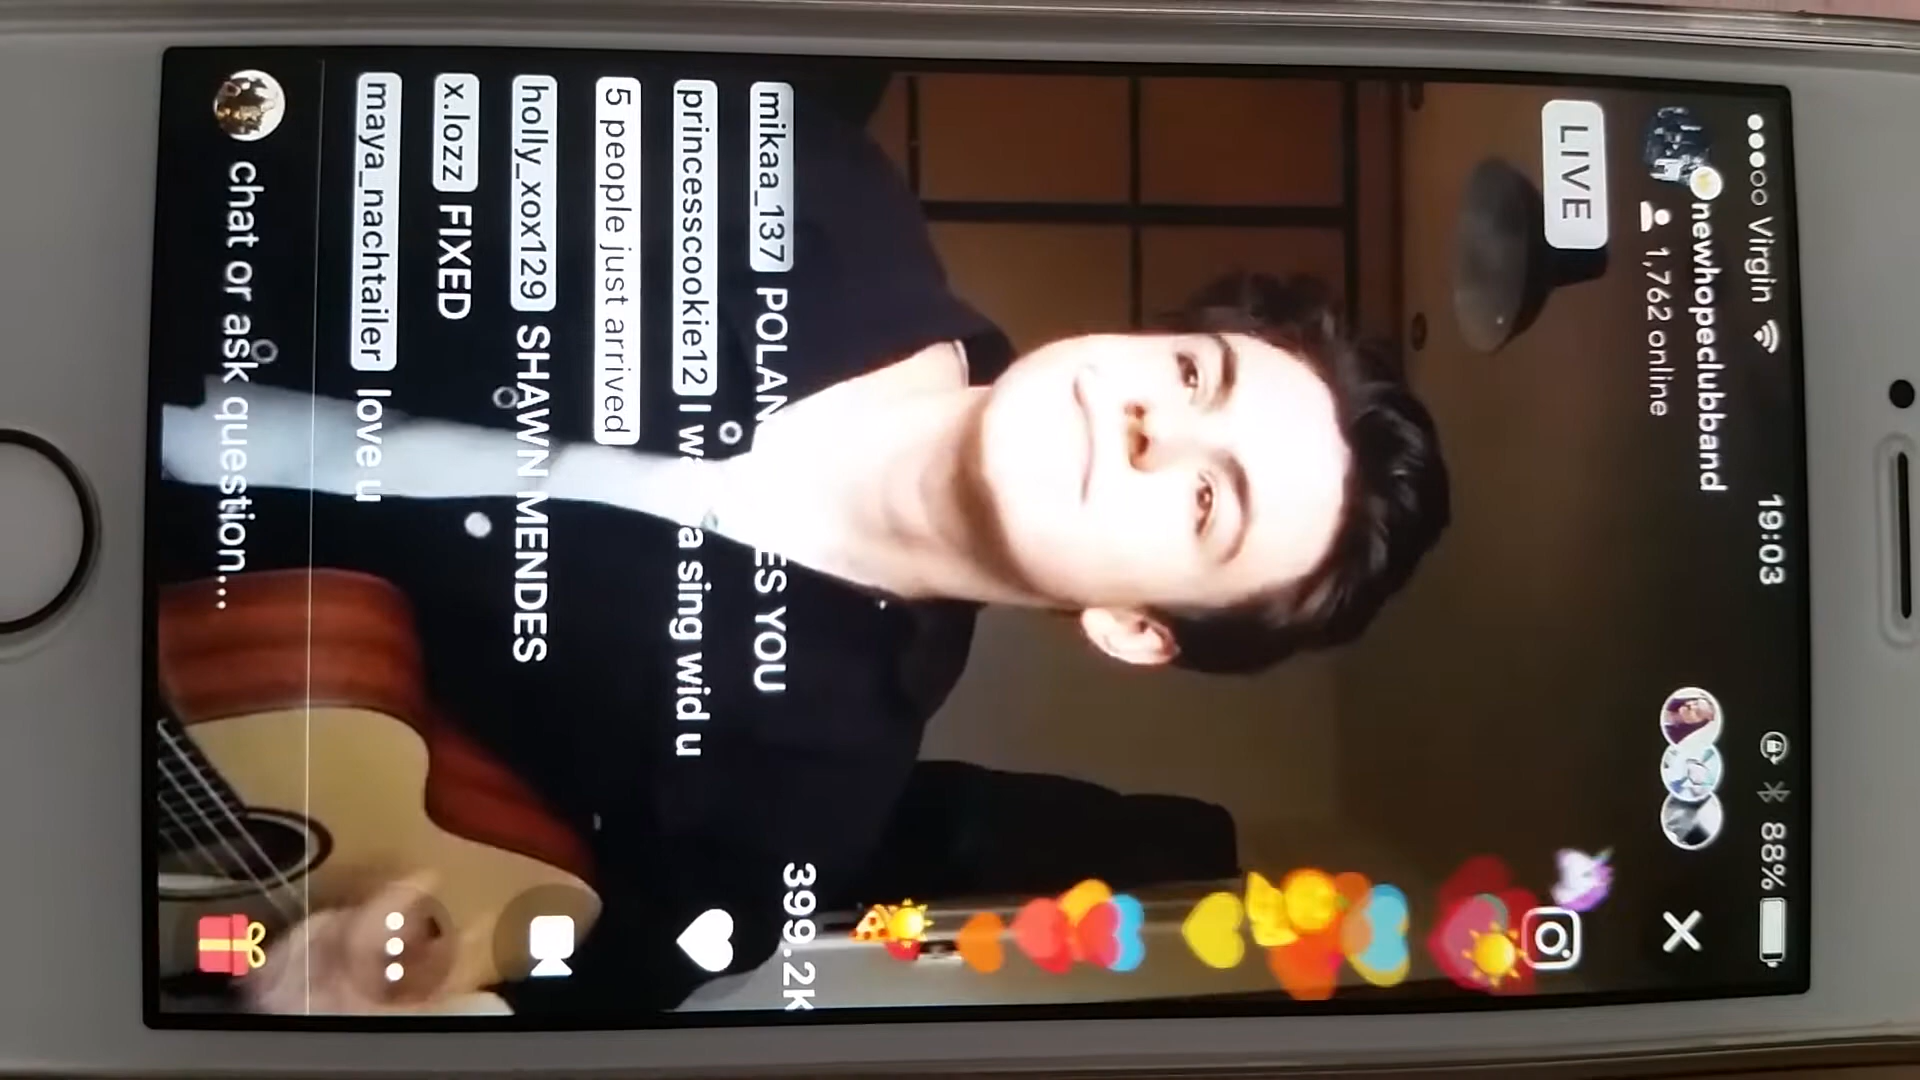 Virgin 19:03 88%
newhopeclubband
1,762 online
LIVE
399.2K
mikaa_137 POLAN ES YOU
princesscookie12 I wa a sing wid u
5 people just arrived
holly_xox129 SHAWN MENDES
x.lozz FIXED
maya_nachtailer love u
chat or ask question...